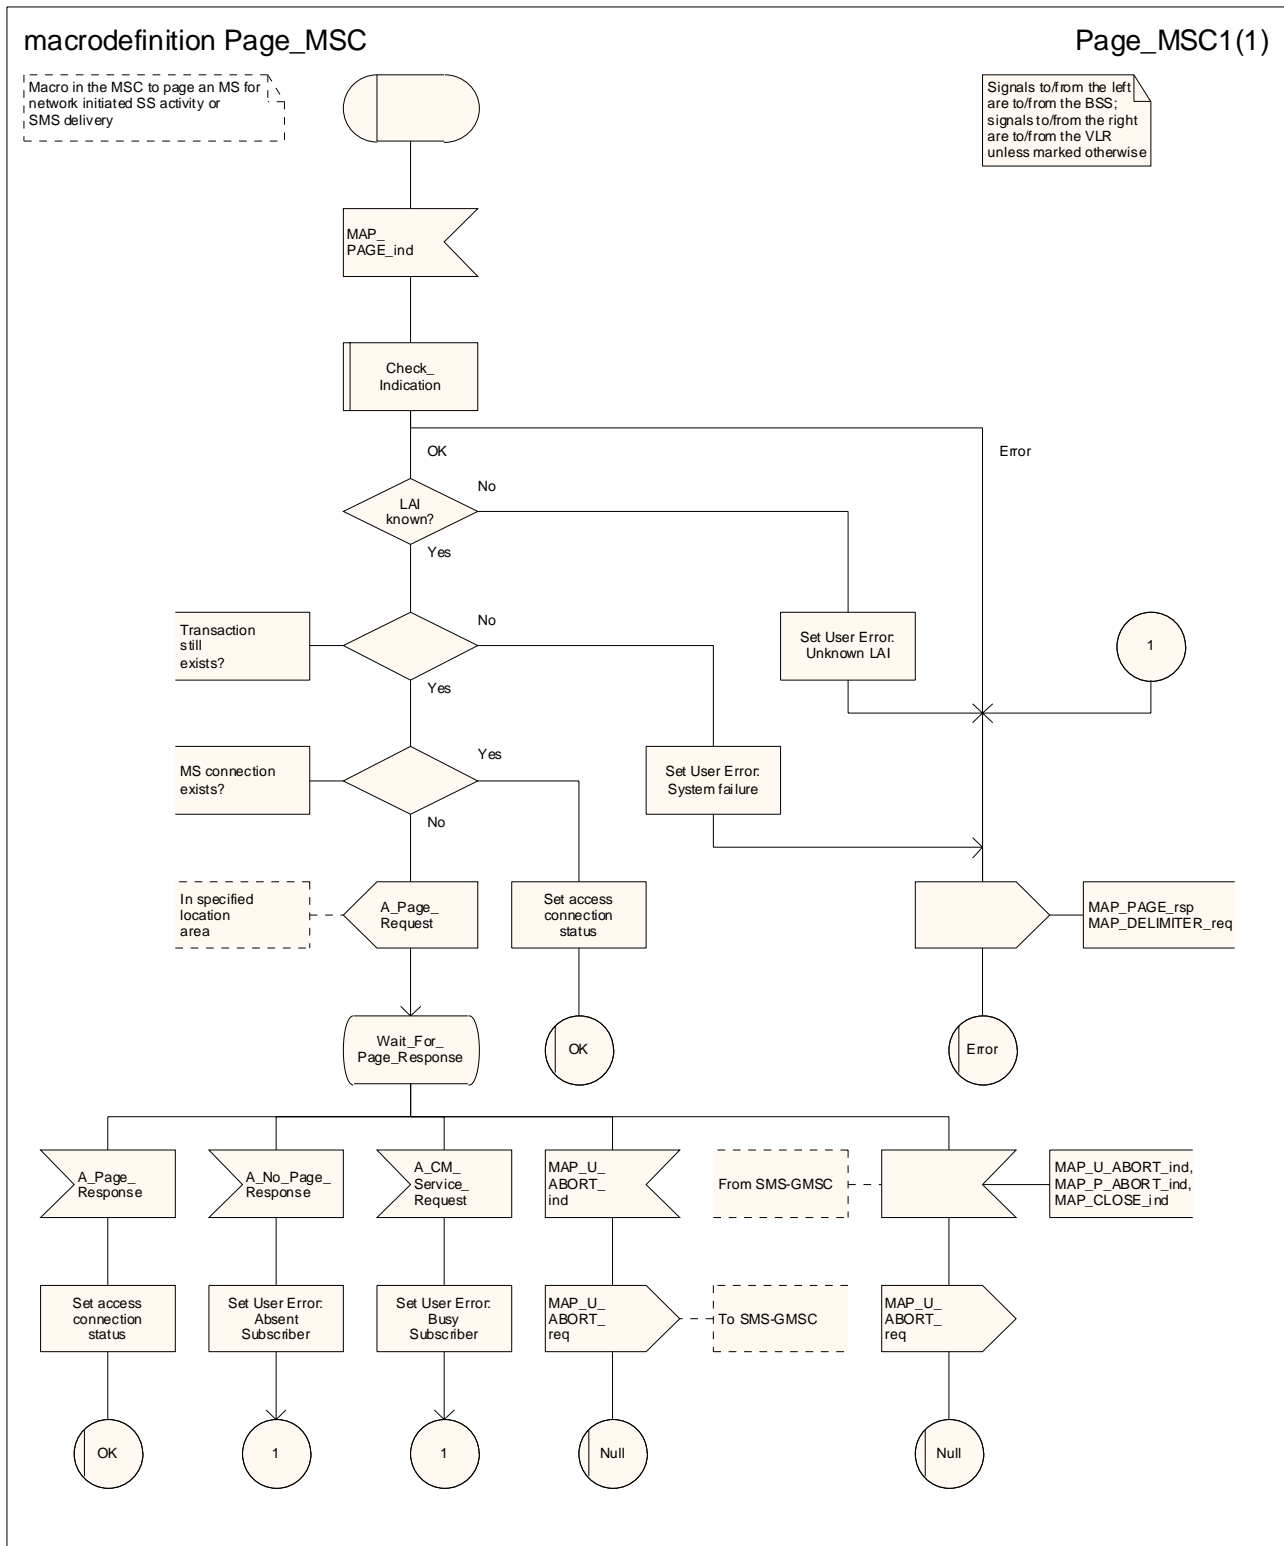 macrodefinition Page_MSC
Page_MSC1(1)
Macro in the MSC to page an MS for
network initiated SS activity or
SMS delivery
Signals to/from the left
are to/from the BSS;
signals to/from the right
are to/from the VLR
unless marked otherwise
MAP_
PAGE_ind
Check_
Indication
OK
Error
LAI
known?
No
Yes
Transaction
still
exists?
No
Yes
Set User Error:
Unknown LAI
1
MS connection
exists?
Yes
No
Set User Error:
System failure
In specified
location
area
A_Page_
Request
Set access
connection
status
MAP_PAGE_rsp
MAP_DELIMITER_req
Wait_For_
Page_Response
OK
Error
A_Page_
Response
A_No_Page_
Response
A_CM_
Service_
Request
MAP_U_
ABORT_
ind
From SMS-GMSC
MAP_U_ABORT_ind,
MAP_P_ABORT_ind,
MAP_CLOSE_ind
Set access
connection
status
Set User Error:
Absent
Subscriber
Set User Error:
Busy
Subscriber
MAP_U_
ABORT_
req
To SMS-GMSC
MAP_U_
ABORT_
req
OK
1
1
Null
Null